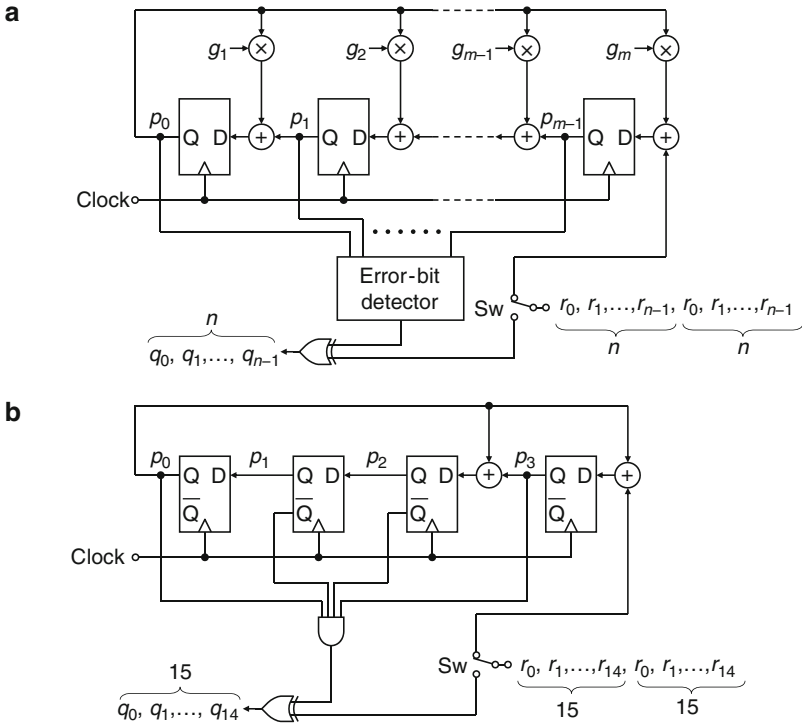 a
g1 × g2 × gm−1 × gm ×
p0 Q D + p1 Q D + + pm−1 Q D +
Clock
Error-bit
detector
Sw r0, r1,...,rn−1, r0, r1,...,rn−1
n n
n
q0, q1,..., qn−1
b
p0 Q D p1 Q D p2 Q D + p3 Q D +
Q Q Q Q
Clock
Sw r0, r1,...,r14, r0, r1,...,r14
15 15
15
q0, q1,..., q14